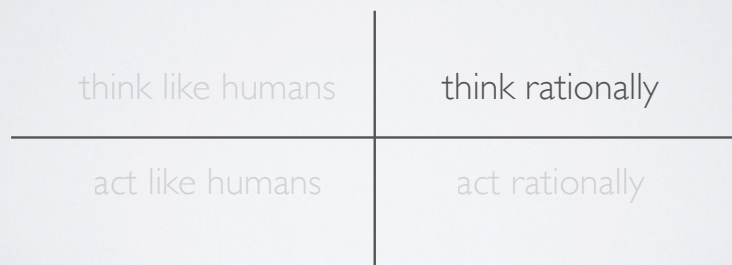 think like humans
think rationally
act like humans
act rationally